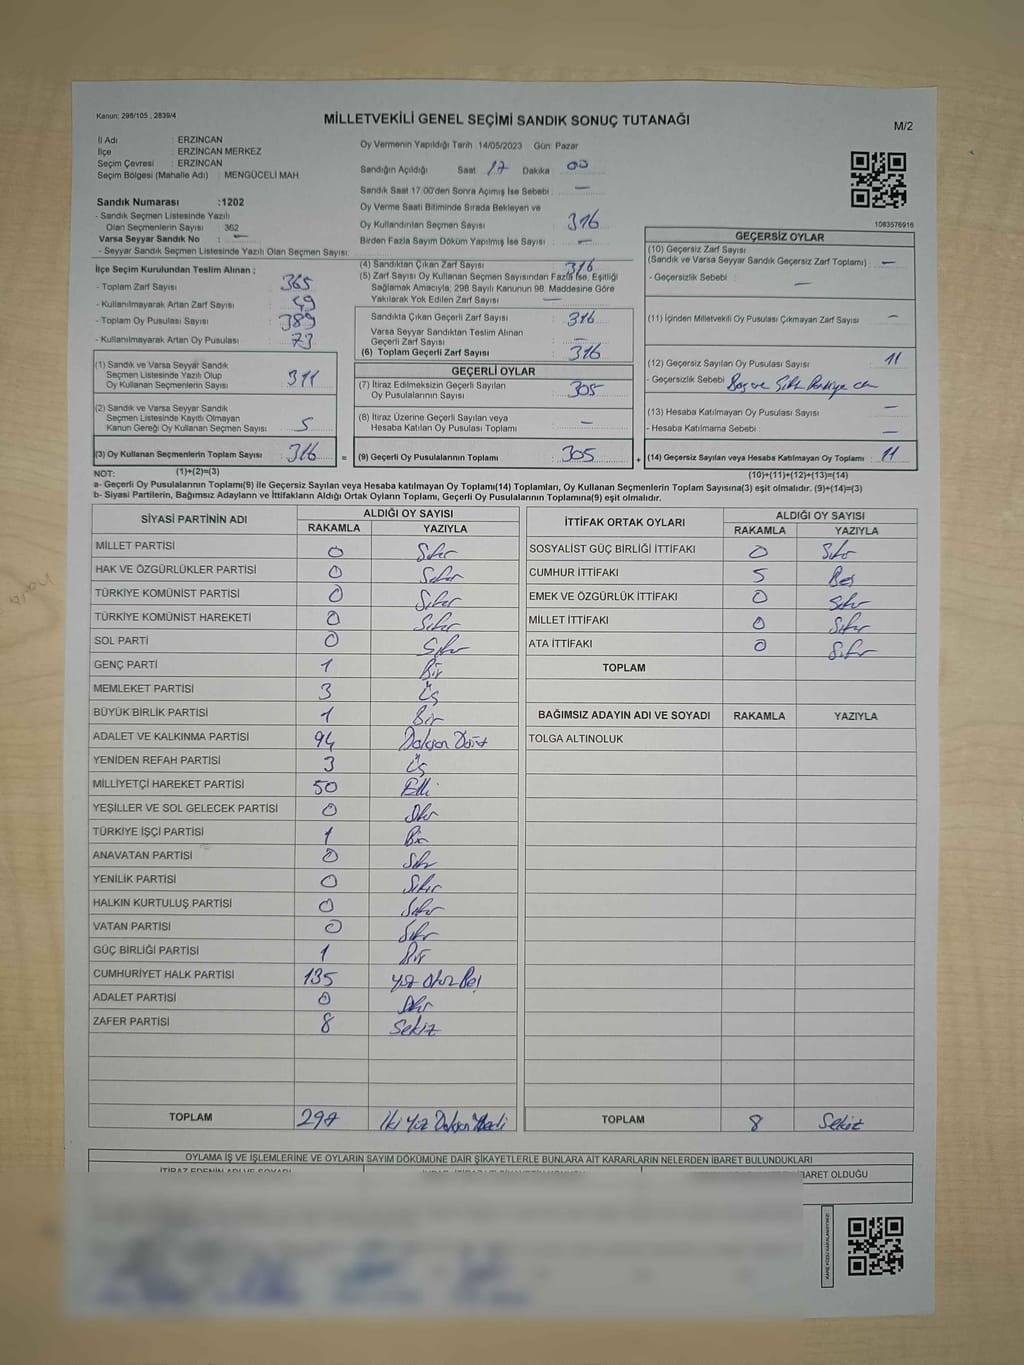 Kanun: 298/105 , 2839/4
MİLLETVEKİLİ GENEL SEÇİMİ SANDIK SONUÇ TUTANAĞI
M/2
İl Adı : ERZİNCAN
İlçe : ERZİNCAN MERKEZ
Seçim Çevresi : ERZİNCAN
Seçim Bölgesi (Mahalle Adı) : MENGÜCELİ MAH.
Sandık Numarası :1202
- Sandık Seçmen Listesinde Yazılı
Olan Seçmenlerin Sayısı : 362
Varsa Seyyar Sandık No : —
- Seyyar Sandık Seçmen Listesinde Yazılı Olan Seçmen Sayısı:
İlçe Seçim Kurulundan Teslim Alınan ;
- Toplam Zarf Sayısı : 365
- Kullanılmayarak Artan Zarf Sayısı : 49
- Toplam Oy Pusulası Sayısı : 389
- Kullanılmayarak Artan Oy Pusulası : 73
(1) Sandık ve Varsa Seyyar Sandık
Seçmen Listesinde Yazılı Olup
Oy Kullanan Seçmenlerin Sayısı : 311
(2) Sandık ve Varsa Seyyar Sandık
Seçmen Listesinde Kayıtlı Olmayan
Kanun Gereği Oy Kullanan Seçmen Sayısı : 5
(3) Oy Kullanan Seçmenlerin Toplam Sayısı : 316
(1)+(2)=(3)
Oy Vermenin Yapıldığı Tarih :14/05/2023 Gün: Pazar
Sandığın Açıldığı Saat : 17 Dakika : 00
Sandık Saat 17:00'den Sonra Açımış İse Sebebi : —
Oy Verme Saati Bitiminde Sırada Bekleyen ve
Oy Kullandırılan Seçmen Sayısı : 316
Birden Fazla Sayım Döküm Yapılmış İse Sayısı : —
(4) Sandıktan Çıkan Zarf Sayısı : 316
(5) Zarf Sayısı Oy Kullanan Seçmen Sayısından Fazla İse, Eşitliği
Sağlamak Amacıyla; 298 Sayılı Kanunun 98. Maddesine Göre
Yakılarak Yok Edilen Zarf Sayısı : —
Sandıkta Çıkan Geçerli Zarf Sayısı : 316
Varsa Seyyar Sandıktan Teslim Alınan
Geçerli Zarf Sayısı : —
(6) Toplam Geçerli Zarf Sayısı : 316
GEÇERLİ OYLAR
(7) İtiraz Edilmeksizin Geçerli Sayılan
Oy Pusulalarının Sayısı : 305
(8) İtiraz Üzerine Geçerli Sayılan veya
Hesaba Katılan Oy Pusulaları Toplamı : —
= (9) Geçerli Oy Pusulalarının Toplamı : 305 +
1083576916
GEÇERSİZ OYLAR
(10) Geçersiz Zarf Sayısı
(Sandık ve Varsa Seyyar Sandık Geçersiz Zarf Toplamı) : —
- Geçersizlik Sebebi : —
(11) İçinden Milletvekili Oy Pusulası Çıkmayan Zarf Sayısı : —
(12) Geçersiz Sayılan Oy Pusulası Sayısı : 11
- Geçersizlik Sebebi : Boş ve
(13) Hesaba Katılmayan Oy Pusulası Sayısı : —
- Hesaba Katılmama Sebebi : —
(14) Geçersiz Sayılan veya Hesaba Katılmayan Oy Toplamı : 11
(10)+(11)+(12)+(13)=(14)
NOT:
a- Geçerli Oy Pusulalarının Toplamı(9) ile Geçersiz Sayılan veya Hesaba katılmayan Oy Toplamı(14) Toplamları, Oy Kullanan Seçmenlerin Toplam Sayısına(3) eşit olmalıdır. (9)+(14)=(3)
b- Siyasi Partilerin, Bağımsız Adayların ve İttifakların Aldığı Ortak Oyların Toplamı, Geçerli Oy Pusulalarının Toplamına(9) eşit olmalıdır.
SİYASİ PARTİNİN ADI ALDIĞI OY SAYISI
RAKAMLA YAZIYLA
MİLLET PARTİSİ 0 Sıfır
HAK VE ÖZGÜRLÜKLER PARTİSİ 0 Sıfır
TÜRKİYE KOMÜNİST PARTİSİ 0 Sıfır
TÜRKİYE KOMÜNİST HAREKETİ 0 Sıfır
SOL PARTİ 0 Sıfır
GENÇ PARTİ 1 Bir
MEMLEKET PARTİSİ 3 Üç
BÜYÜK BİRLİK PARTİSİ 1 Bir
ADALET VE KALKINMA PARTİSİ 94 Doksan Dört
YENİDEN REFAH PARTİSİ 3 Üç
MİLLİYETÇİ HAREKET PARTİSİ 50 Elli
YEŞİLLER VE SOL GELECEK PARTİSİ 0 Sıfır
TÜRKİYE İŞÇİ PARTİSİ 1 Bir
ANAVATAN PARTİSİ 0 Sıfır
YENİLİK PARTİSİ 0 Sıfır
HALKIN KURTULUŞ PARTİSİ 0 Sıfır
VATAN PARTİSİ 0 Sıfır
GÜÇ BİRLİĞİ PARTİSİ 1 Bir
CUMHURİYET HALK PARTİSİ 135 yüz otuz Beş
ADALET PARTİSİ 0 Sıfır
ZAFER PARTİSİ 8 Sekiz
TOPLAM 297 İki Yüz Doksan Yedi
İTTİFAK ORTAK OYLARI ALDIĞI OY SAYISI
RAKAMLA YAZIYLA
SOSYALİST GÜÇ BİRLİĞİ İTTİFAKI 0 Sıfır
CUMHUR İTTİFAKI 5 Beş
EMEK VE ÖZGÜRLÜK İTTİFAKI 0 Sıfır
MİLLET İTTİFAKI 0 Sıfır
ATA İTTİFAKI 0 Sıfır
TOPLAM
BAĞIMSIZ ADAYIN ADI VE SOYADI RAKAMLA YAZIYLA
TOLGA ALTINOLUK
TOPLAM 8 Sekiz
OYLAMA İŞ VE İŞLEMLERİNE VE OYLARIN SAYIM DÖKÜMÜNE DAİR ŞİKAYETLERLE BUNLARA AİT KARARLARIN NELERDEN İBARET BULUNDUKLARI
İTİRAZ EDENİN ADI VE SOYADI
İBARET OLDUĞU